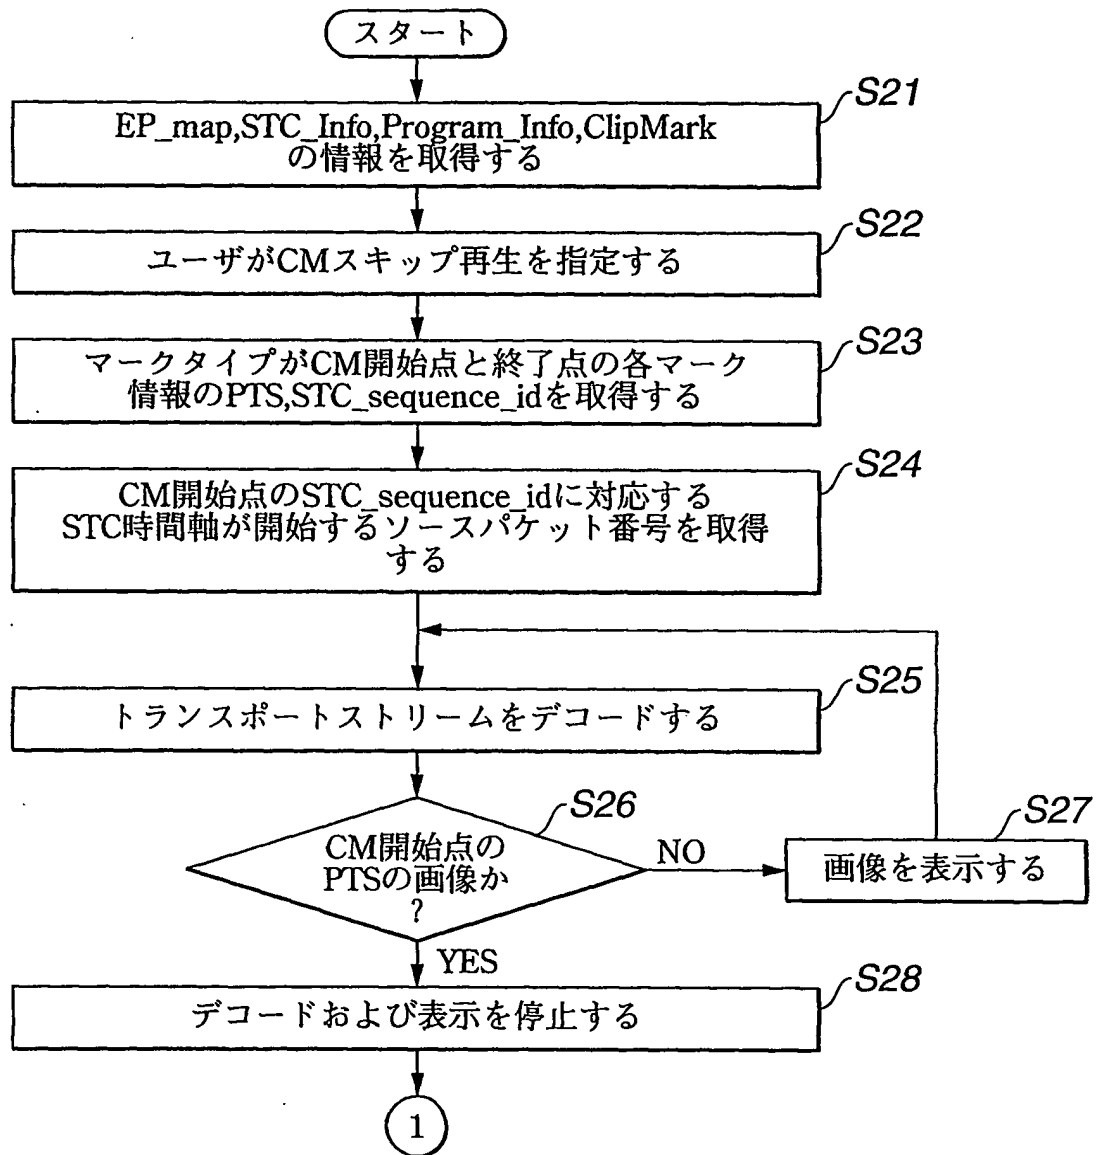 スタート
S21
EP_map,STC_Info,Program_Info,ClipMark
の情報を取得する
S22
ユーザがCMスキップ再生を指定する
S23
マークタイプがCM開始点と終了点の各マーク
情報のPTS,STC_sequence_idを取得する
S24
CM開始点のSTC_sequence_idに対応する
STC時間軸が開始するソースパケット番号を取得
する
S25
トランスポートストリームをデコードする
S26
CM開始点の
PTSの画像か
?
NO
S27
画像を表示する
YES
S28
デコードおよび表示を停止する
1